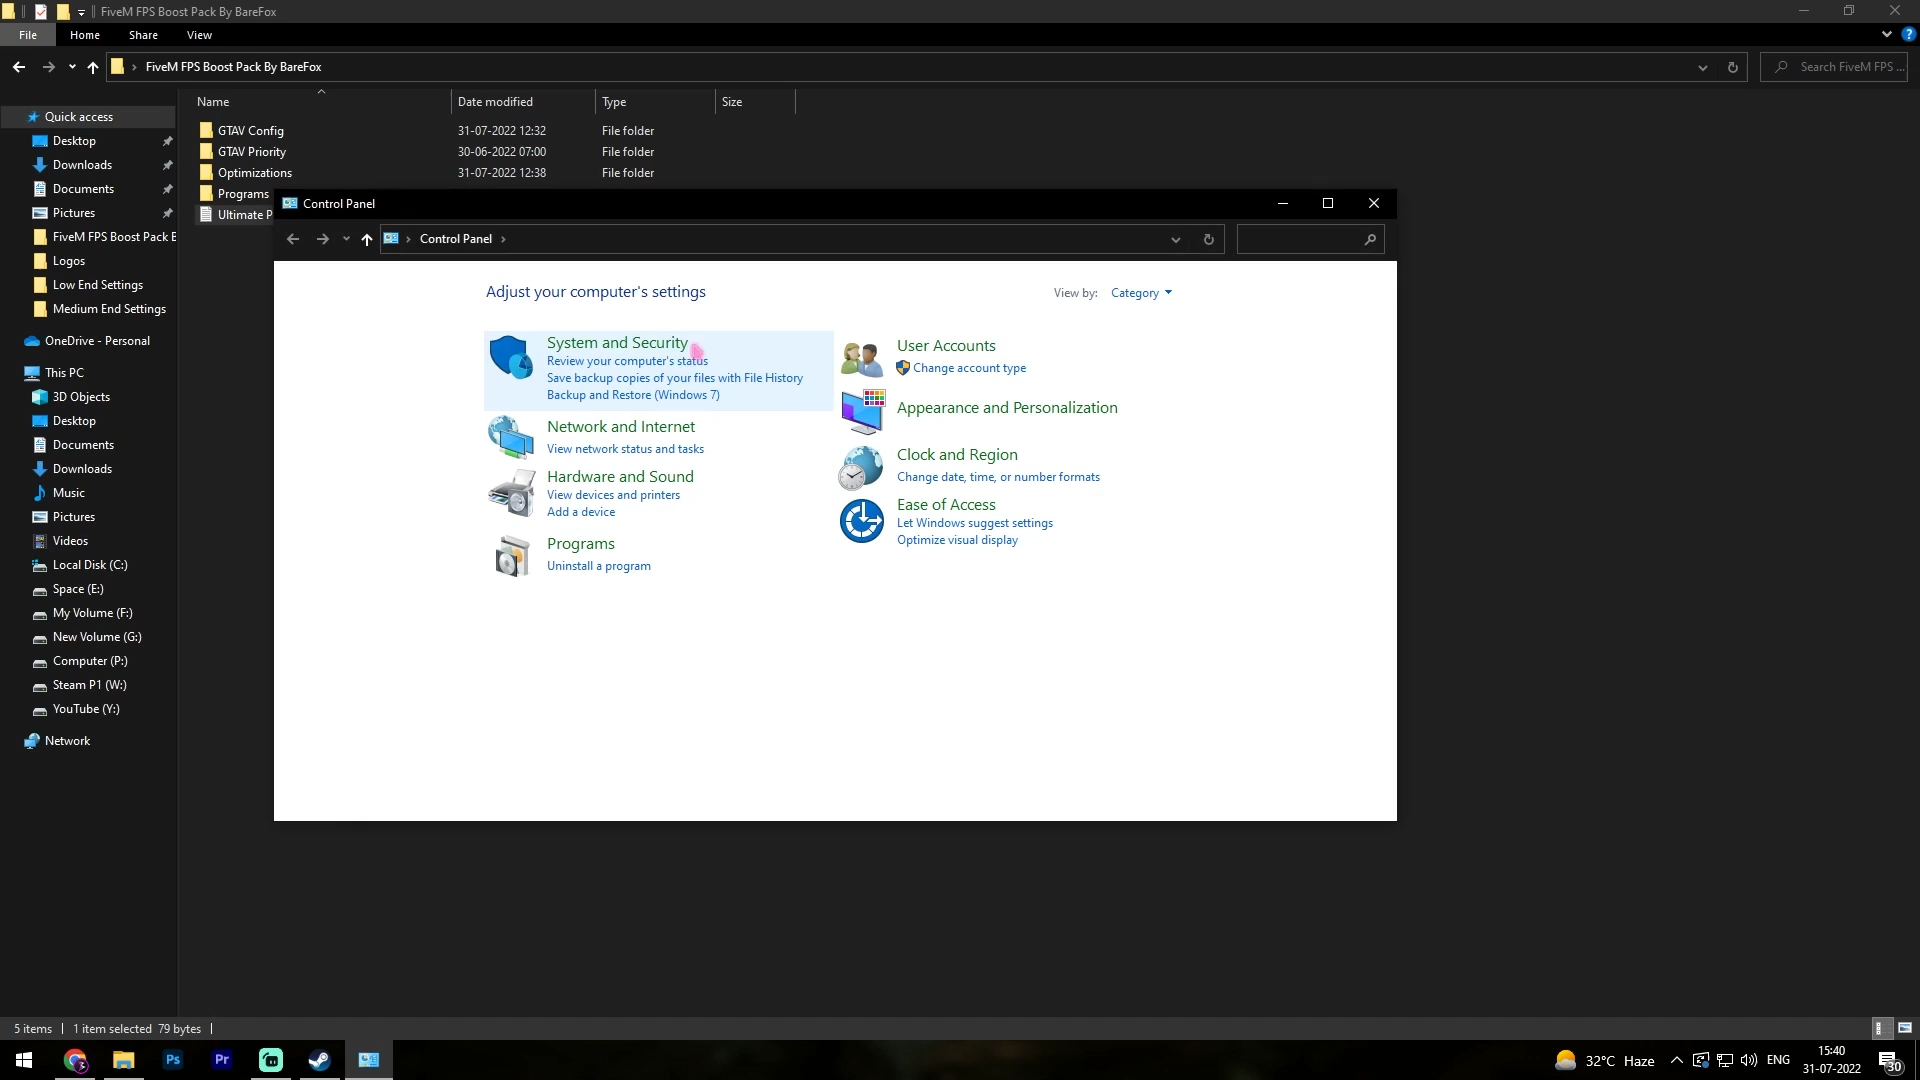 FiveM FPS Boost Pack By BareFox
File Home Share View
FiveM FPS Boost Pack By BareFox
Search FiveM FPS ...
Name Date modified Type Size
Quick access
Desktop
Downloads
Documents
Pictures
FiveM FPS Boost Pack B
Logos
Low End Settings
Medium End Settings
OneDrive - Personal
This PC
3D Objects
Desktop
Documents
Downloads
Music
Pictures
Videos
Local Disk (C:)
Space (E:)
My Volume (F:)
New Volume (G:)
Computer (P:)
Steam P1 (W:)
YouTube (Y:)
Network
GTAV Config 31-07-2022 12:32 File folder
GTAV Priority 30-06-2022 07:00 File folder
Optimizations 31-07-2022 12:38 File folder
Programs
Ultimate P
Control Panel
Control Panel
Adjust your computer's settings
View by: Category
System and Security
Review your computer's status
Save backup copies of your files with File History
Backup and Restore (Windows 7)
Network and Internet
View network status and tasks
Hardware and Sound
View devices and printers
Add a device
Programs
Uninstall a program
User Accounts
Change account type
Appearance and Personalization
Clock and Region
Change date, time, or number formats
Ease of Access
Let Windows suggest settings
Optimize visual display
5 items 1 item selected 79 bytes
Ps
Pr
32°C Haze
ENG
15:40
31-07-2022
30